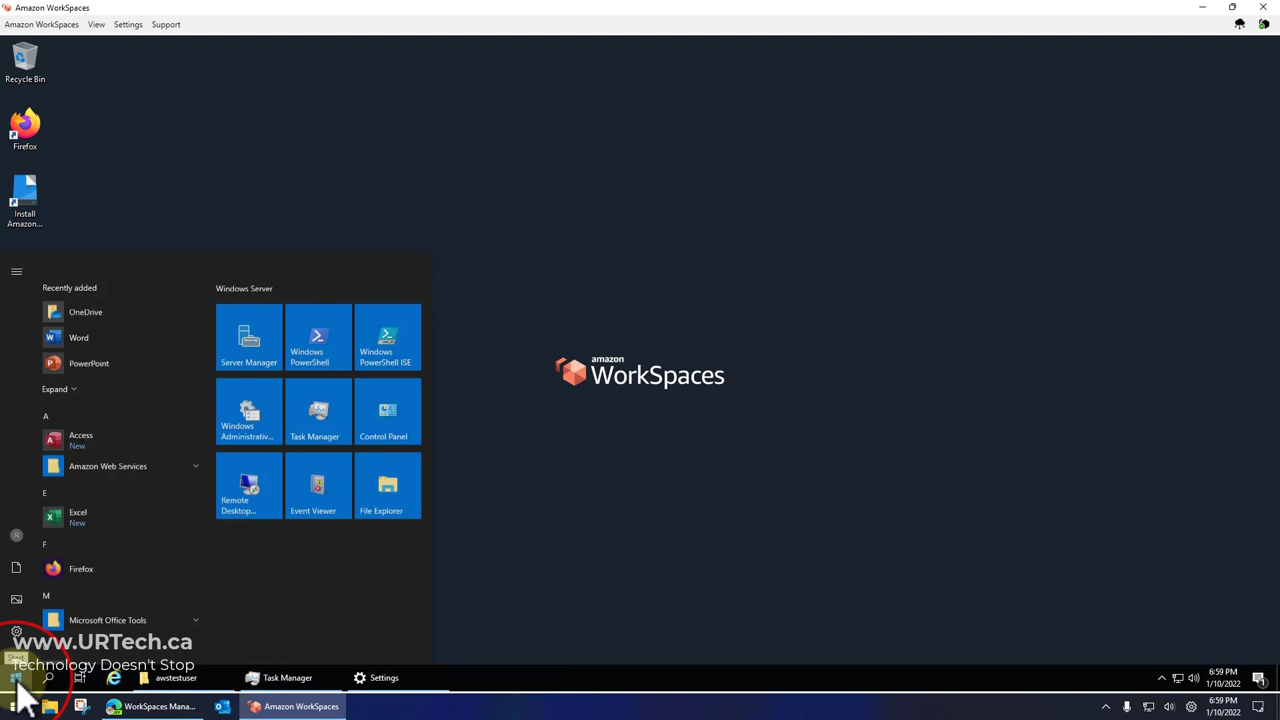 Amazon WorkSpaces
Amazon WorkSpaces View Settings Support
Recycle Bin
Firefox
Install
Amazon...
Recently added
OneDrive
Word
PowerPoint
Expand
A
Access
New
Amazon Web Services
E
Excel
New
F
Firefox
M
Microsoft Office Tools
Windows Server
Server Manager
Windows
PowerShell
Windows
PowerShell ISE
Windows
Administrativ...
Task Manager
Control Panel
Remote
Desktop...
Event Viewer
File Explorer
amazon
WorkSpaces
www.URTech.ca
Technology Doesn't Stop
Start
awstestuser
Task Manager
Settings
6:59 PM
1/10/2022
1
WorkSpaces Mana...
Amazon WorkSpaces
6:59 PM
1/10/2022